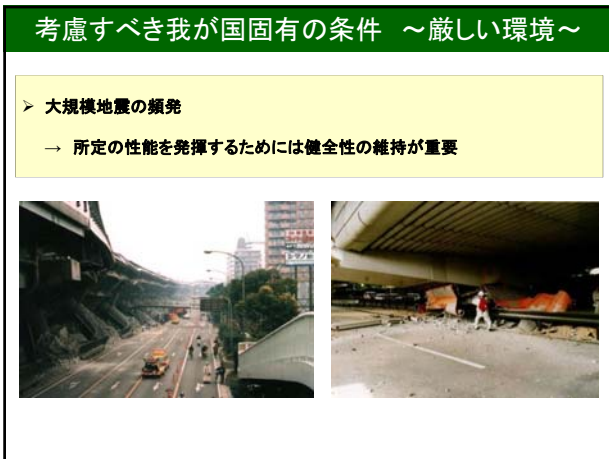 考慮すべき我が国固有の条件　～厳しい環境～
➢ 大規模地震の頻発
→ 所定の性能を発揮するためには健全性の維持が重要